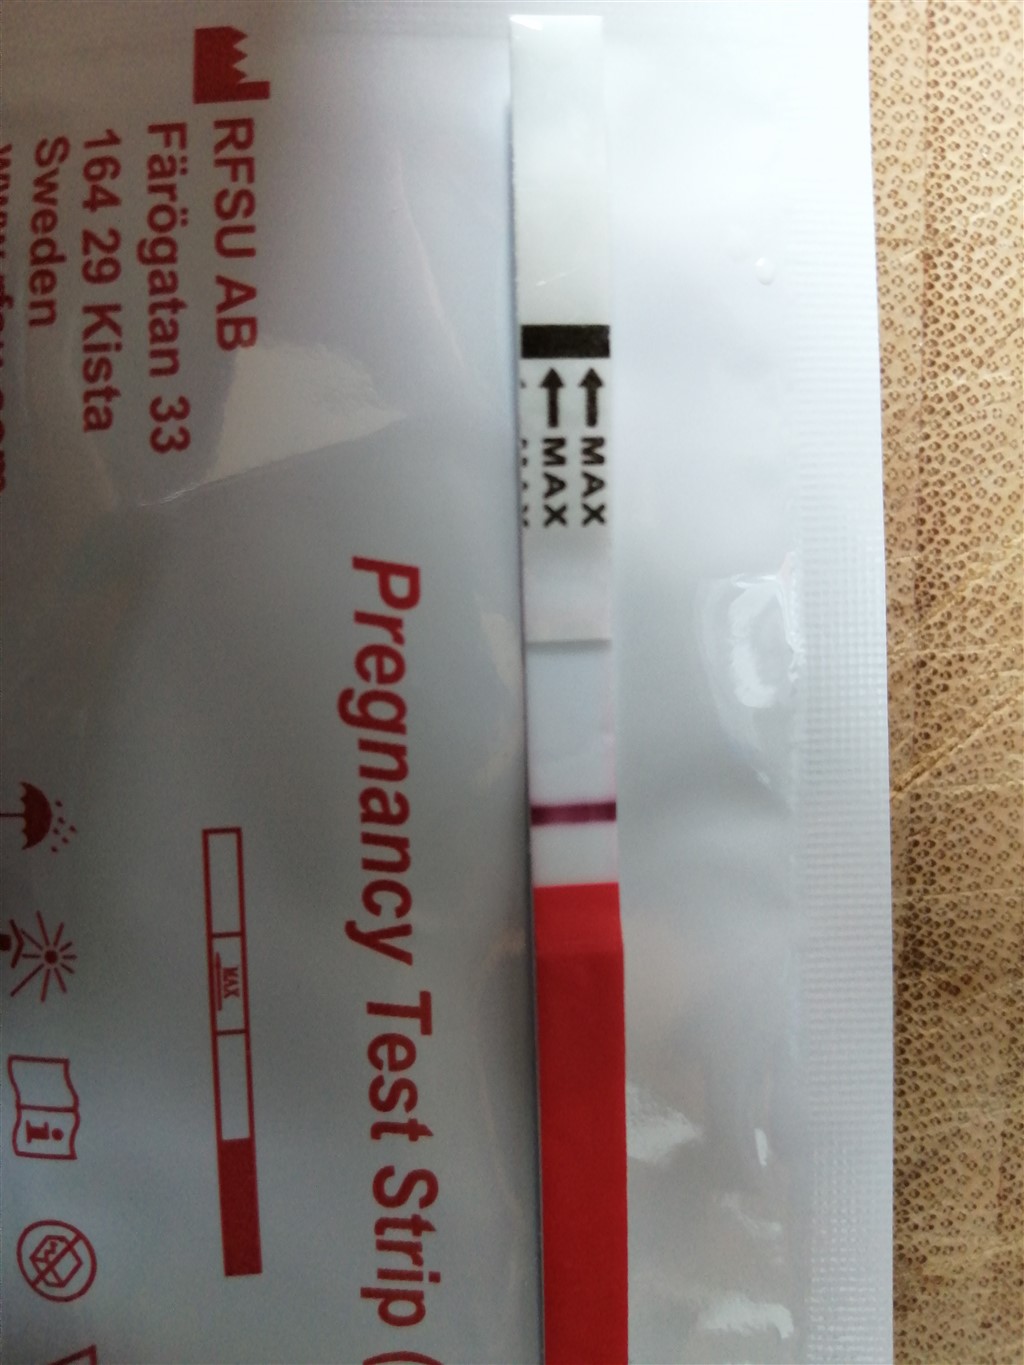 RFSU AB
Färögatan 33
164 29 Kista
Sweden
Pregnancy Test Strip (
MAX
MAX
MAX